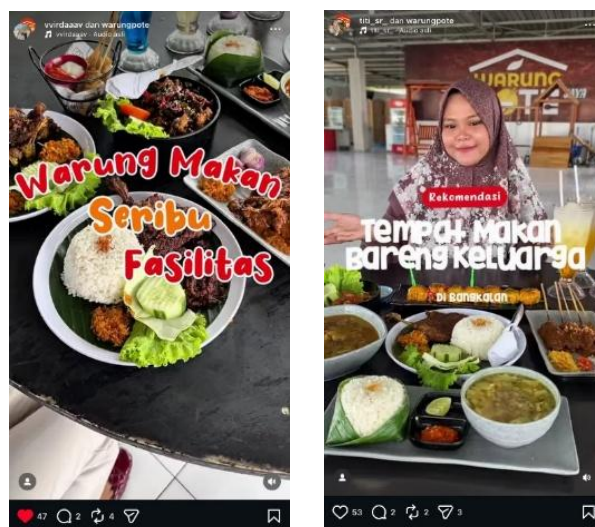 vvirdaaav dan warungpote
vvirdaaav · Audio asli
Warung Makan
Seribu
Fasilitas
47 2 4
titi_sr_ dan warungpote
titi_sr_ · Audio asli
WARUNG
POTE
Rekomendasi
Tempat Makan
Bareng Keluarga
Di Bangkalan
53 2 2 3